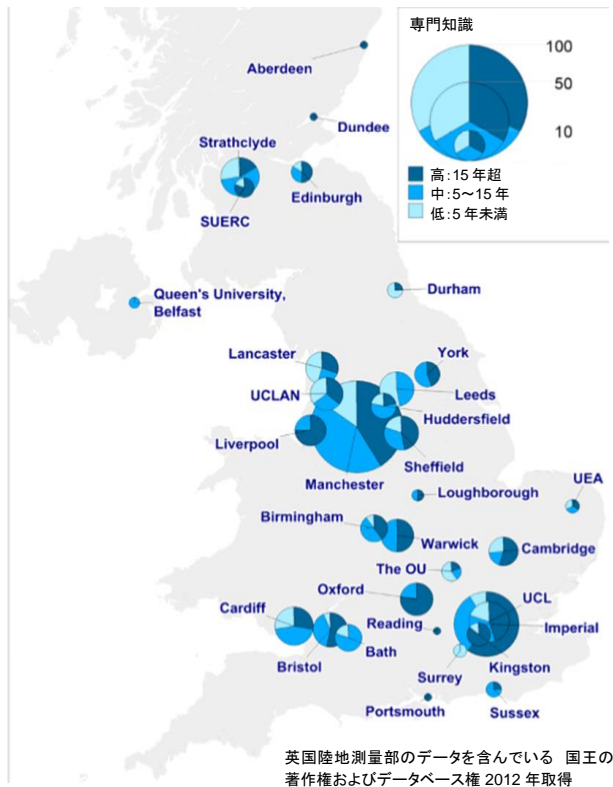 専門知識
100
50
10
高：15 年超
中：5～15 年
低：5 年未満
Aberdeen
Dundee
Strathclyde
Edinburgh
SUERC
Queen's University,
Belfast
Durham
Lancaster
York
UCLAN
Leeds
Huddersfield
Liverpool
Sheffield
Manchester
Loughborough
UEA
Birmingham
Warwick
Cambridge
The OU
Oxford
UCL
Cardiff
Reading
Imperial
Bath
Kingston
Bristol
Surrey
Portsmouth
Sussex
英国陸地測量部のデータを含んでいる 国王の
著作権およびデータベース権 2012 年取得